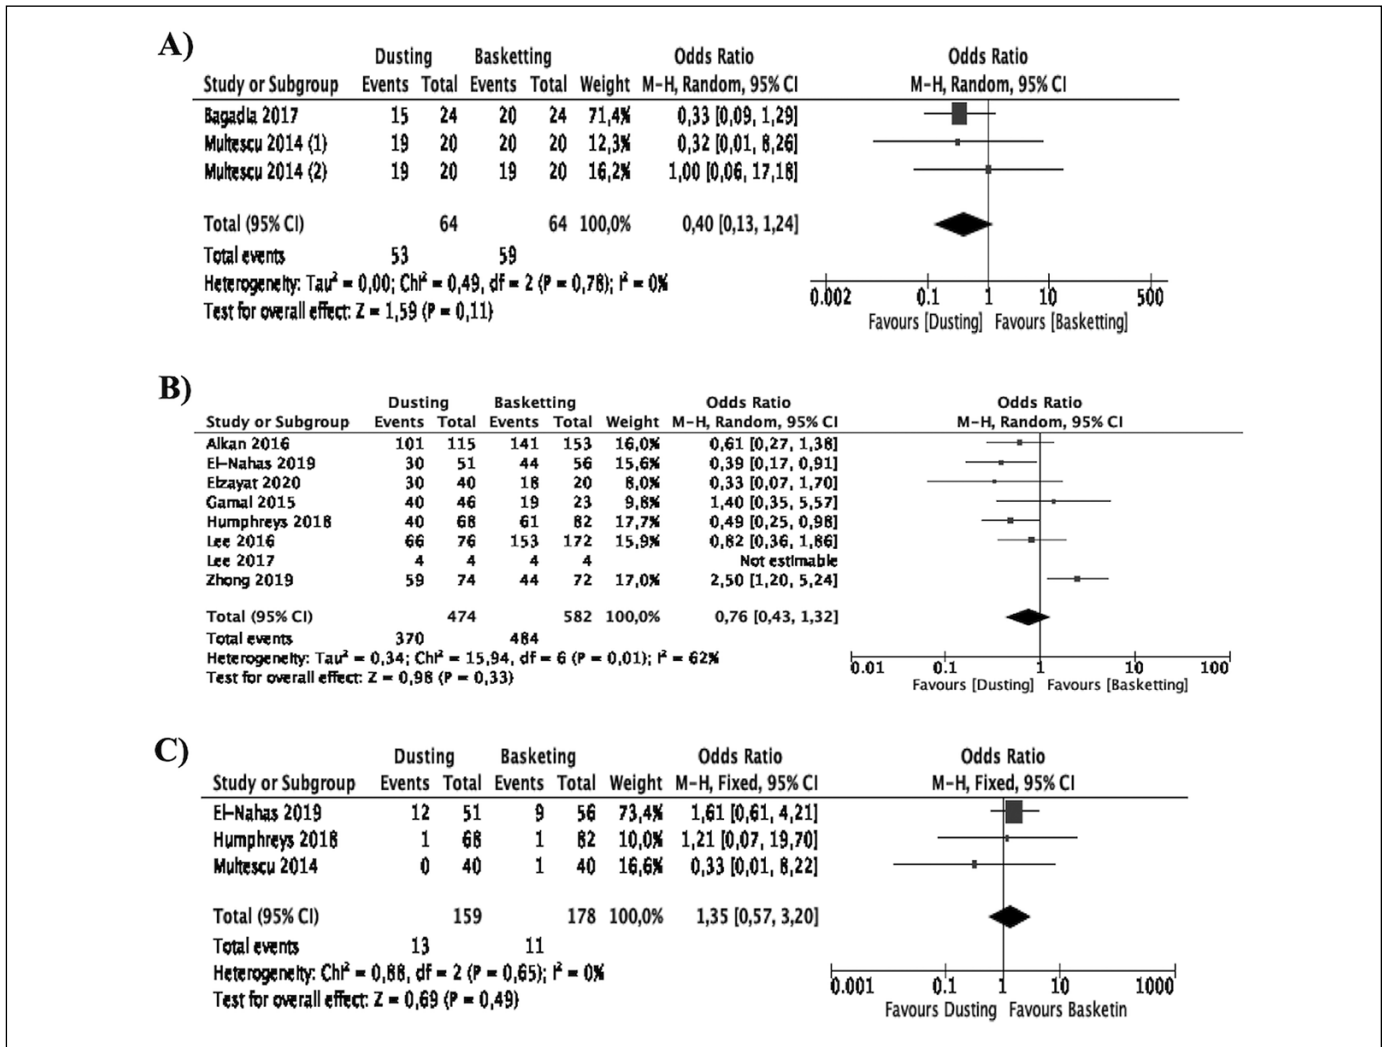 A)
Dusting Basketting Odds Ratio Odds Ratio
Study or Subgroup Events Total Events Total Weight M-H, Random, 95% CI M-H, Random, 95% CI
Bagadia 2017 15 24 20 24 71,4% 0,33 [0,09, 1,29]
Multescu 2014 (1) 19 20 20 20 12,3% 0,32 [0,01, 8,26]
Multescu 2014 (2) 19 20 19 20 16,2% 1,00 [0,06, 17,18]
Total (95% CI) 64 64 100,0% 0,40 [0,13, 1,24]
Total events 53 59
Heterogeneity: Tau² = 0,00; Chi² = 0,49, df = 2 (P = 0,78); I² = 0%
Test for overall effect: Z = 1,59 (P = 0,11)
0.002 0.1 1 10 500
Favours [Dusting] Favours [Basketting]
B)
Dusting Basketting Odds Ratio Odds Ratio
Study or Subgroup Events Total Events Total Weight M-H, Random, 95% CI M-H, Random, 95% CI
Alkan 2016 101 115 141 153 16,0% 0,61 [0,27, 1,38]
El-Nahas 2019 30 51 44 56 15,6% 0,39 [0,17, 0,91]
Elzayat 2020 30 40 18 20 8,0% 0,33 [0,07, 1,70]
Gamal 2015 40 46 19 23 9,8% 1,40 [0,35, 5,57]
Humphreys 2018 40 68 61 82 17,7% 0,49 [0,25, 0,98]
Lee 2016 66 76 153 172 15,9% 0,82 [0,36, 1,86]
Lee 2017 4 4 4 4 Not estimable
Zhong 2019 59 74 44 72 17,0% 2,50 [1,20, 5,24]
Total (95% CI) 474 582 100,0% 0,76 [0,43, 1,32]
Total events 370 484
Heterogeneity: Tau² = 0,34; Chi² = 15,94, df = 6 (P = 0,01); I² = 62%
Test for overall effect: Z = 0,98 (P = 0,33)
0.01 0.1 1 10 100
Favours [Dusting] Favours [Basketting]
C)
Dusting Basketing Odds Ratio Odds Ratio
Study or Subgroup Events Total Events Total Weight M-H, Fixed, 95% CI M-H, Fixed, 95% CI
El-Nahas 2019 12 51 9 56 73,4% 1,61 [0,61, 4,21]
Humphreys 2018 1 68 1 82 10,0% 1,21 [0,07, 19,70]
Multescu 2014 0 40 1 40 16,6% 0,33 [0,01, 8,22]
Total (95% CI) 159 178 100,0% 1,35 [0,57, 3,20]
Total events 13 11
Heterogeneity: Chi² = 0,88, df = 2 (P = 0,65); I² = 0%
Test for overall effect: Z = 0,69 (P = 0,49)
0.001 0.1 1 10 1000
Favours Dusting Favours Basketin